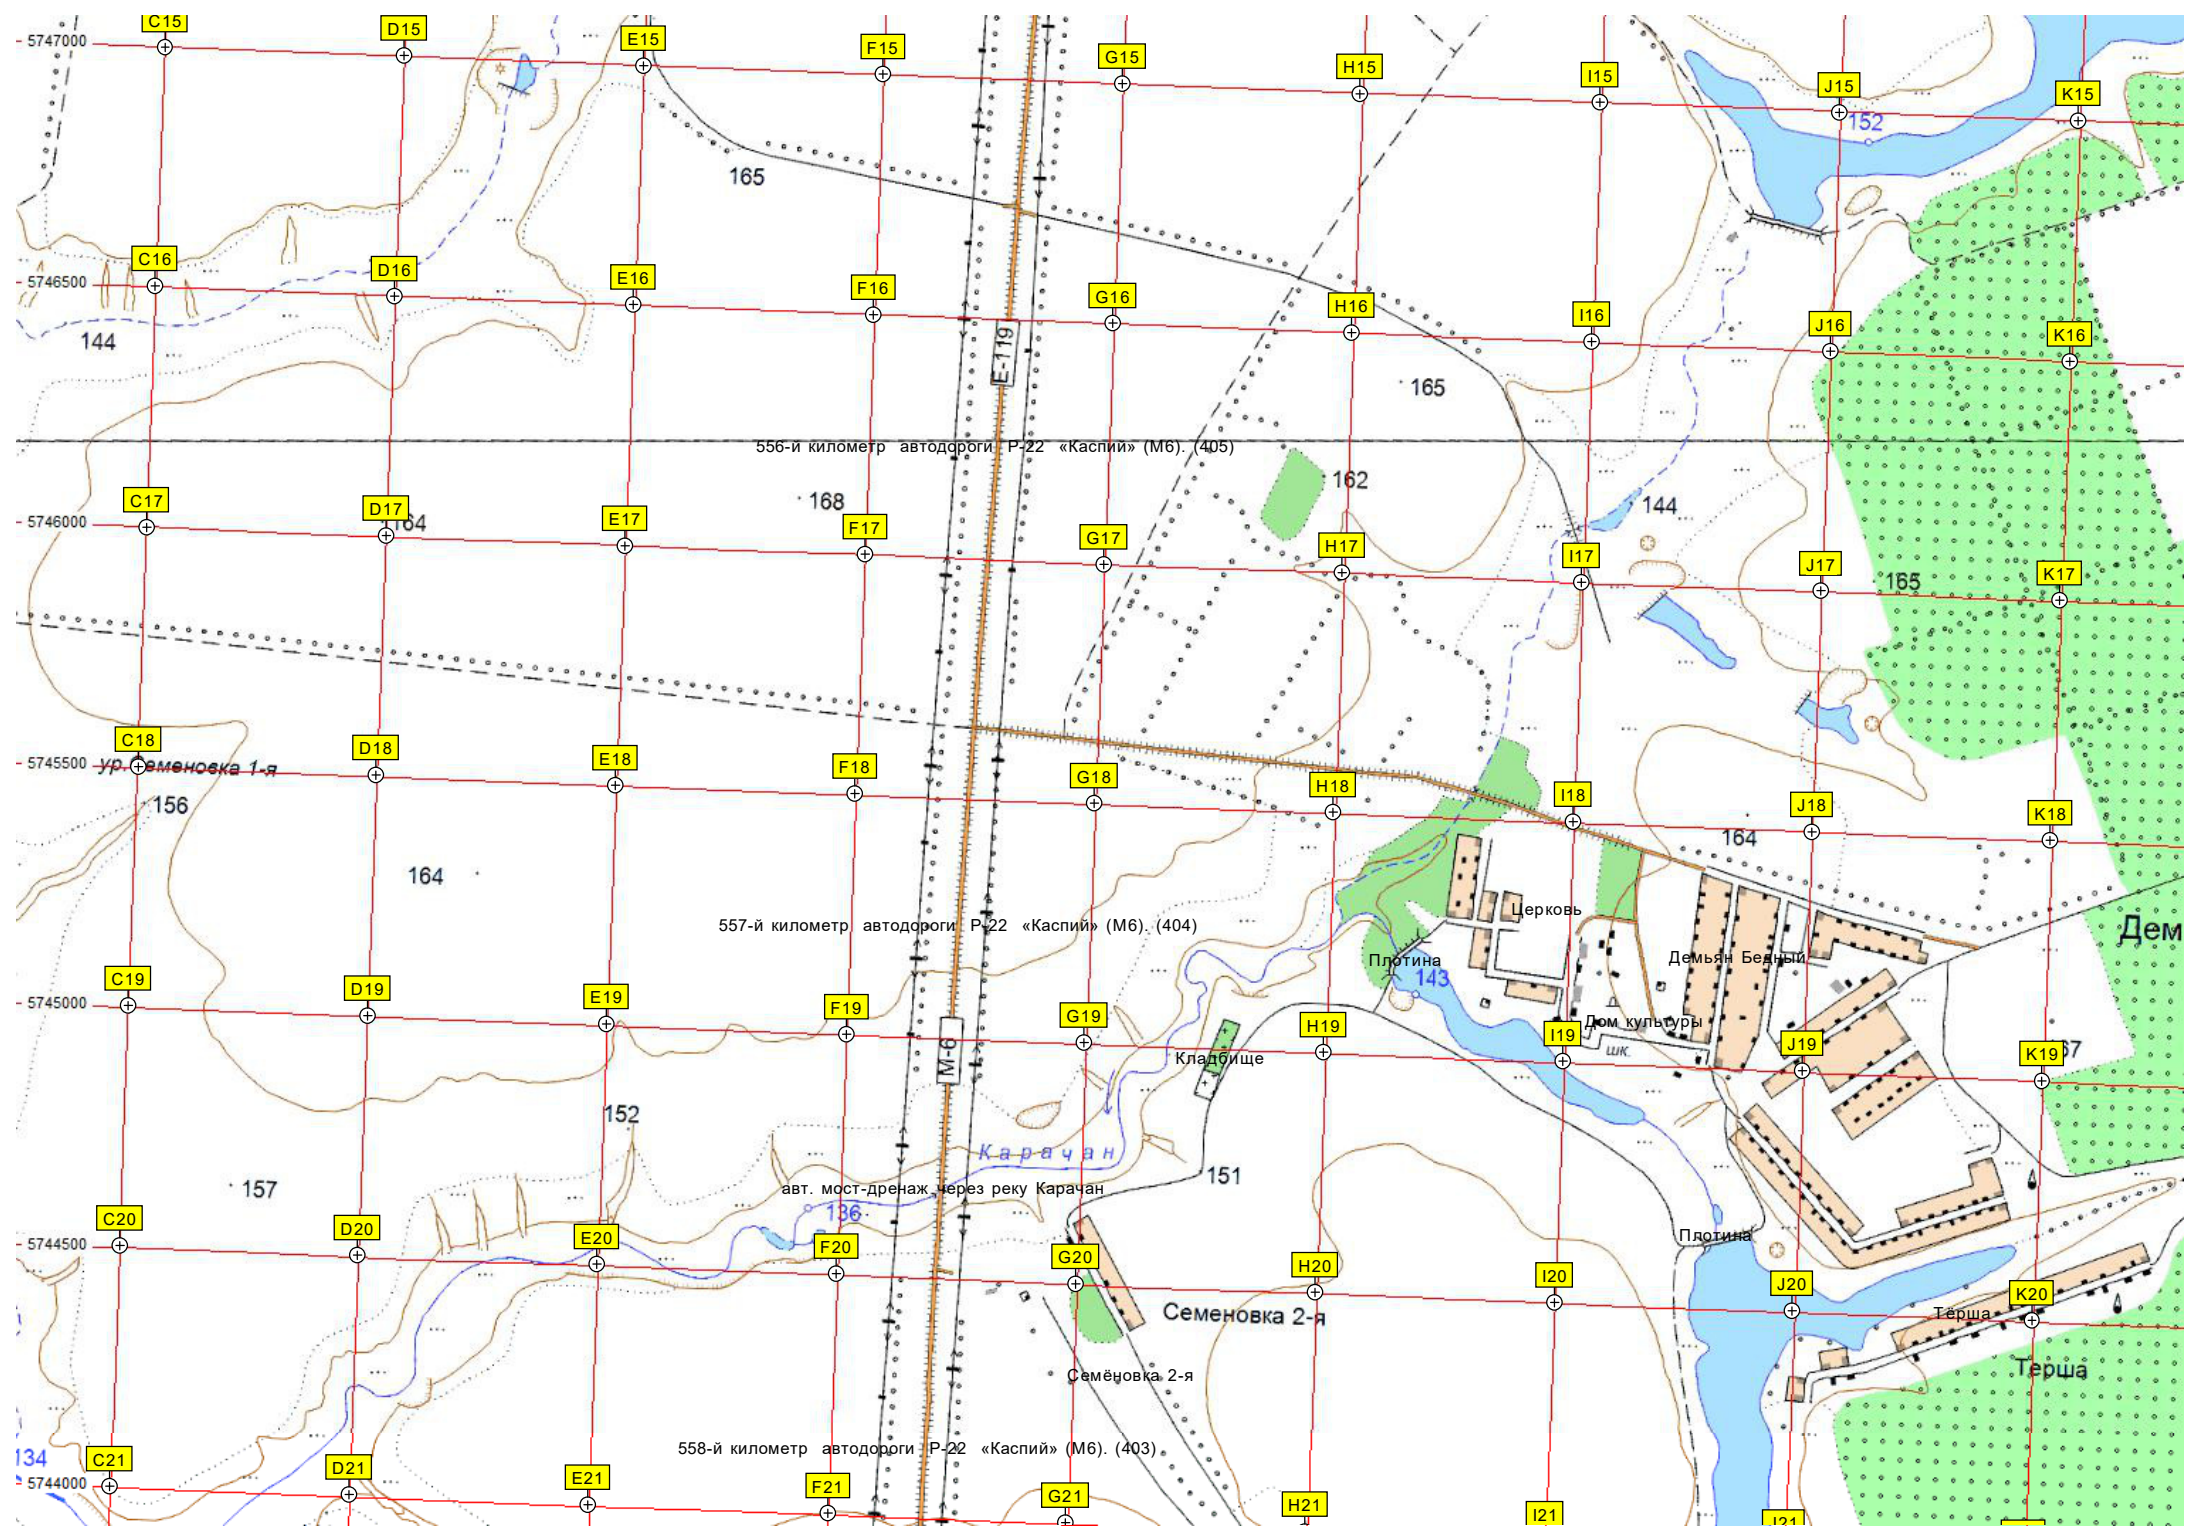 C15
D15
E15
F15
G15
H15
I15
J15
K15
5747000
152
165
C16
D16
E16
F16
G16
H16
I16
J16
K16
5746500
144
E-119
165
556-й километр автодороги Р-22 «Каспий» (М6). (405)
162
168
144
C17
D17
E17
F17
G17
H17
I17
J17
K17
5746000
164
165
C18
D18
E18
F18
G18
H18
I18
J18
K18
5745500
ур. Семеновка 1-я
156
164
164
Церковь
557-й километр автодороги Р-22 «Каспий» (М6). (404)
Дем
Плотина
Демьян Бедный
143
C19
D19
E19
F19
G19
H19
I19
J19
K19
5745000
Дом культуры
М-6
Кладбище
шк.
67
152
Карачан
151
157
авт. мост-дренаж через реку Карачан
136
Плотина
C20
D20
E20
F20
G20
H20
I20
J20
K20
5744500
Семеновка 2-я
Тёрша
Терша
Семёновка 2-я
558-й километр автодороги Р-22 «Каспий» (М6). (403)
134
C21
D21
E21
F21
G21
H21
I21
J21
5744000